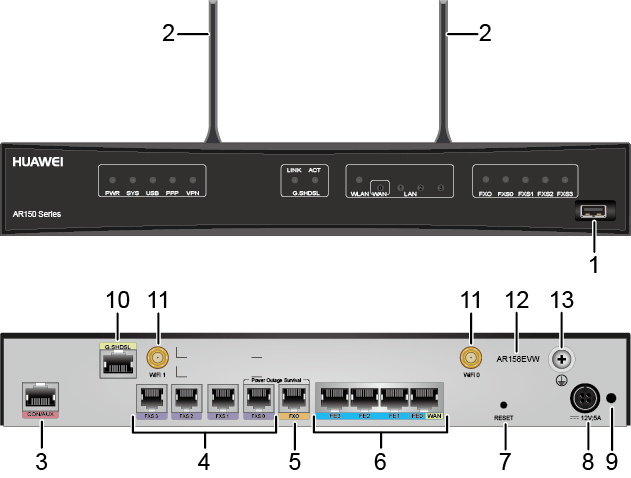 2
2
HUAWEI
LINK ACT
PWR SYS USB PPP VPN
G.SHDSL
WLAN WAN LAN
0 1 2 3
FXO FXS0 FXS1 FXS2 FXS3
AR150 Series
1
10
11
11
12
13
G.SHDSL
WiFi 1
WiFi 0
AR158EVW
Power Outage Survival
CON/AUX
FXS 3
FXS 2
FXS 1
FXS 0
FXO
FE3
FE2
FE1
FE0
WAN
RESET
12V;5A
3
4
5
6
7
8
9